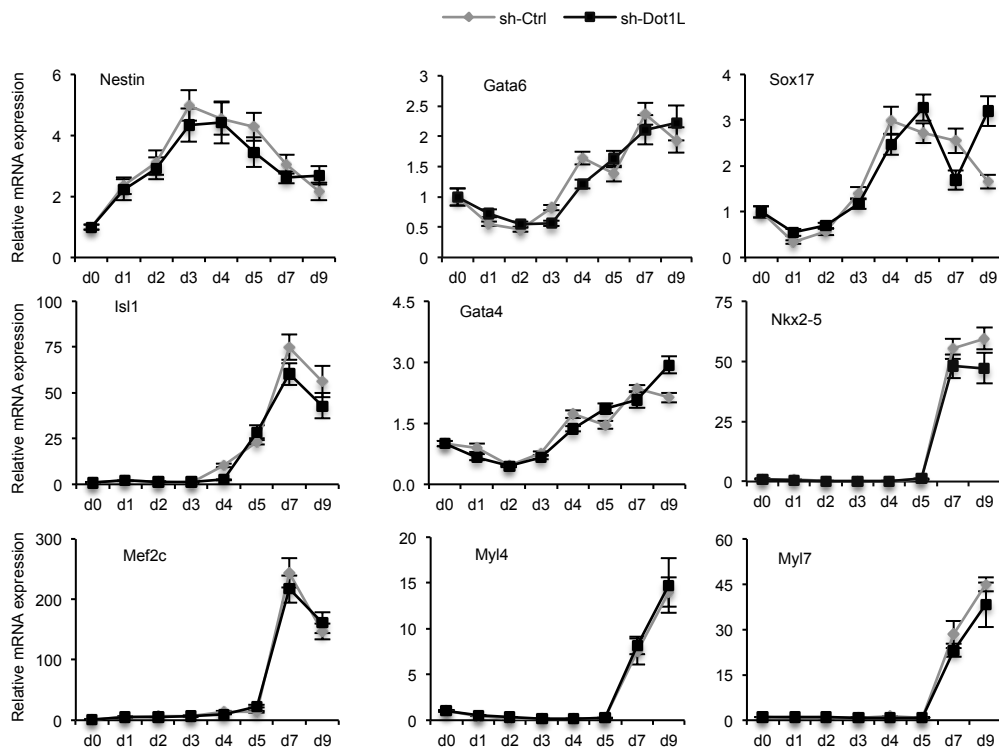 sh-Ctrl sh-Dot1L
Nestin
Relative mRNA expression
6
4
2
0
d0 d1 d2 d3 d4 d5 d7 d9
Gata6
3
2.5
2
1.5
1
0.5
0
d0 d1 d2 d3 d4 d5 d7 d9
Sox17
4
3
2
1
0
d0 d1 d2 d3 d4 d5 d7 d9
Isl1
Relative mRNA expression
100
75
50
25
0
d0 d1 d2 d3 d4 d5 d7 d9
Gata4
4.5
3.0
1.5
0.0
d0 d1 d2 d3 d4 d5 d7 d9
Nkx2-5
75
50
25
0
d0 d1 d2 d3 d4 d5 d7 d9
Mef2c
Relative mRNA expression
300
200
100
0
d0 d1 d2 d3 d4 d5 d7 d9
Myl4
20
15
10
5
0
d0 d1 d2 d3 d4 d5 d7 d9
Myl7
60
45
30
15
0
d0 d1 d2 d3 d4 d5 d7 d9